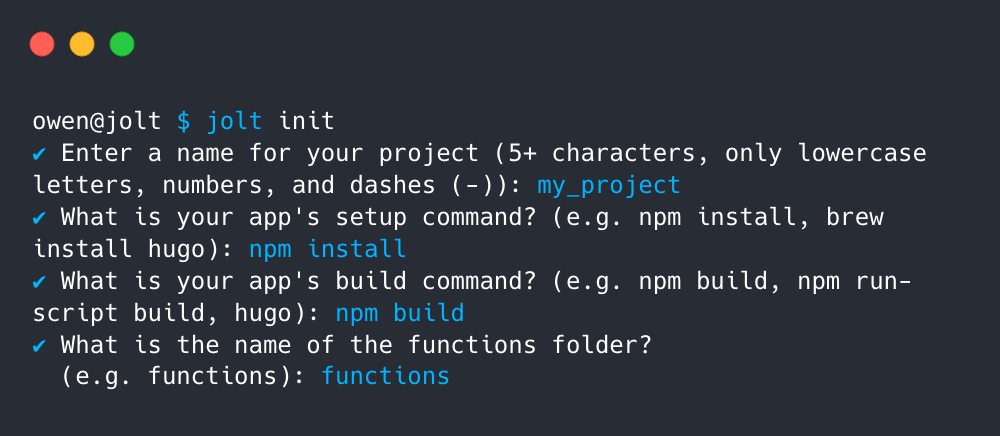 owen@jolt $ jolt init
✔ Enter a name for your project (5+ characters, only lowercase
letters, numbers, and dashes (-)): my_project
✔ What is your app's setup command? (e.g. npm install, brew
install hugo): npm install
✔ What is your app's build command? (e.g. npm build, npm run-
script build, hugo): npm build
✔ What is the name of the functions folder?
(e.g. functions): functions